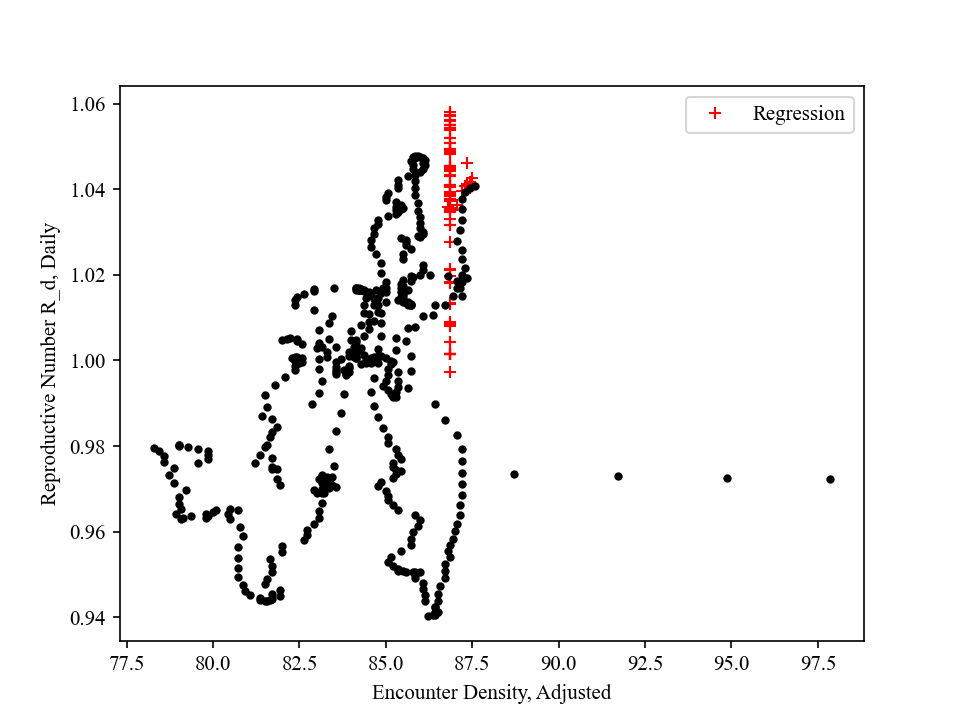 Regression
1.06
1.04
1.02
1.00
0.98
0.96
0.94
Reproductive Number R_d, Daily
77.5 80.0 82.5 85.0 87.5 90.0 92.5 95.0 97.5
Encounter Density, Adjusted